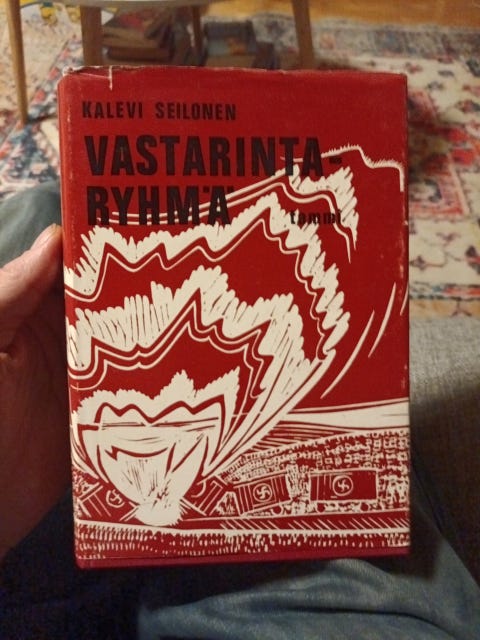 KALEVI SEILONEN
VASTARINTA-
RYHMÄ
tammi